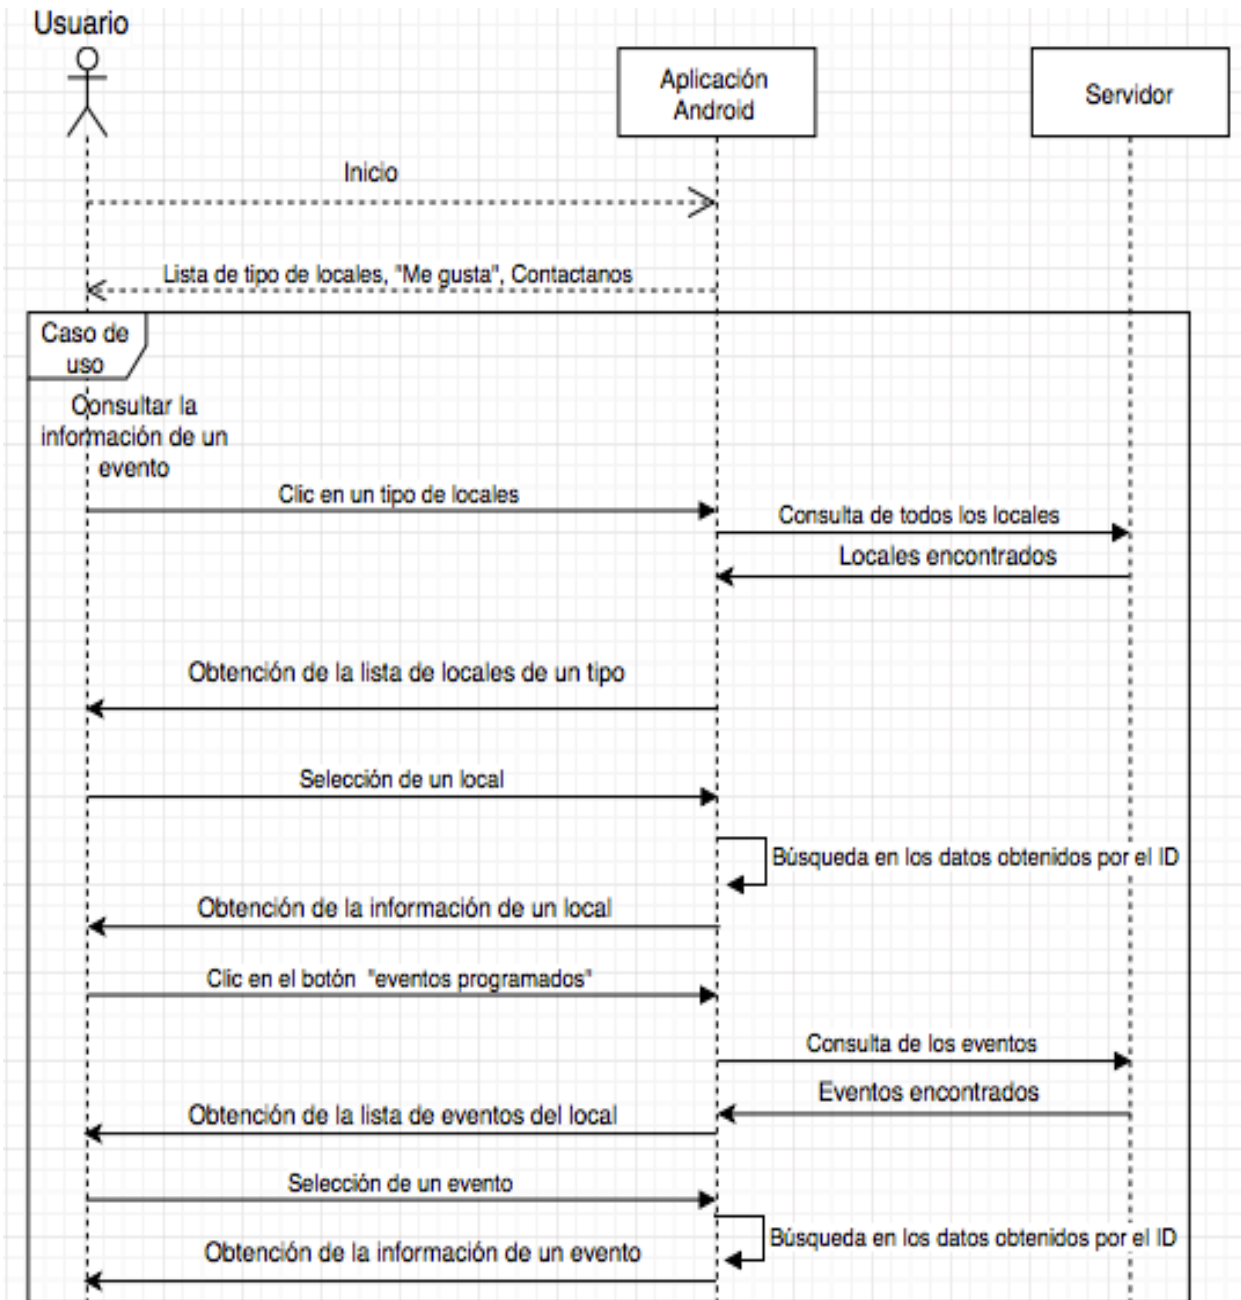 Usuario
Aplicación
Android
Servidor
Inicio
Lista de tipo de locales, "Me gusta", Contactanos
Caso de
uso
Consultar la
información de un
evento
Clic en un tipo de locales
Consulta de todos los locales
Locales encontrados
Obtención de la lista de locales de un tipo
Selección de un local
Búsqueda en los datos obtenidos por el ID
Obtención de la información de un local
Clic en el botón "eventos programados"
Consulta de los eventos
Eventos encontrados
Obtención de la lista de eventos del local
Selección de un evento
Búsqueda en los datos obtenidos por el ID
Obtención de la información de un evento